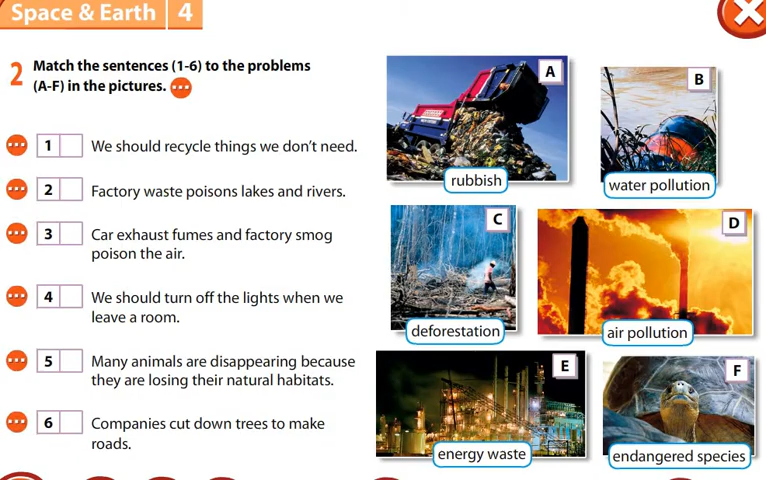 Space & Earth 4
2 Match the sentences (1-6) to the problems
(A-F) in the pictures.
1 We should recycle things we don't need.
2 Factory waste poisons lakes and rivers.
3 Car exhaust fumes and factory smog
poison the air.
4 We should turn off the lights when we
leave a room.
5 Many animals are disappearing because
they are losing their natural habitats.
6 Companies cut down trees to make
roads.
A
rubbish
B
water pollution
C
deforestation
D
air pollution
E
energy waste
F
endangered species